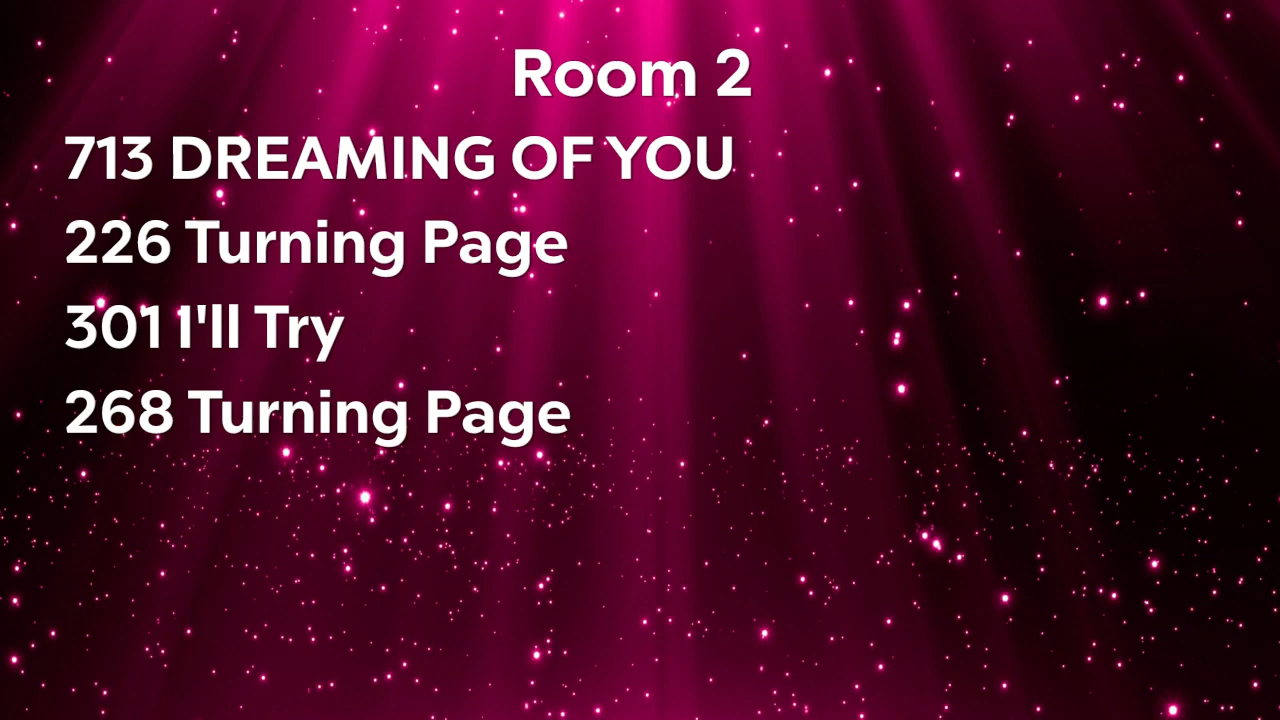 Room 2
713 DREAMING OF YOU
226 Turning Page
301 I'll Try
268 Turning Page